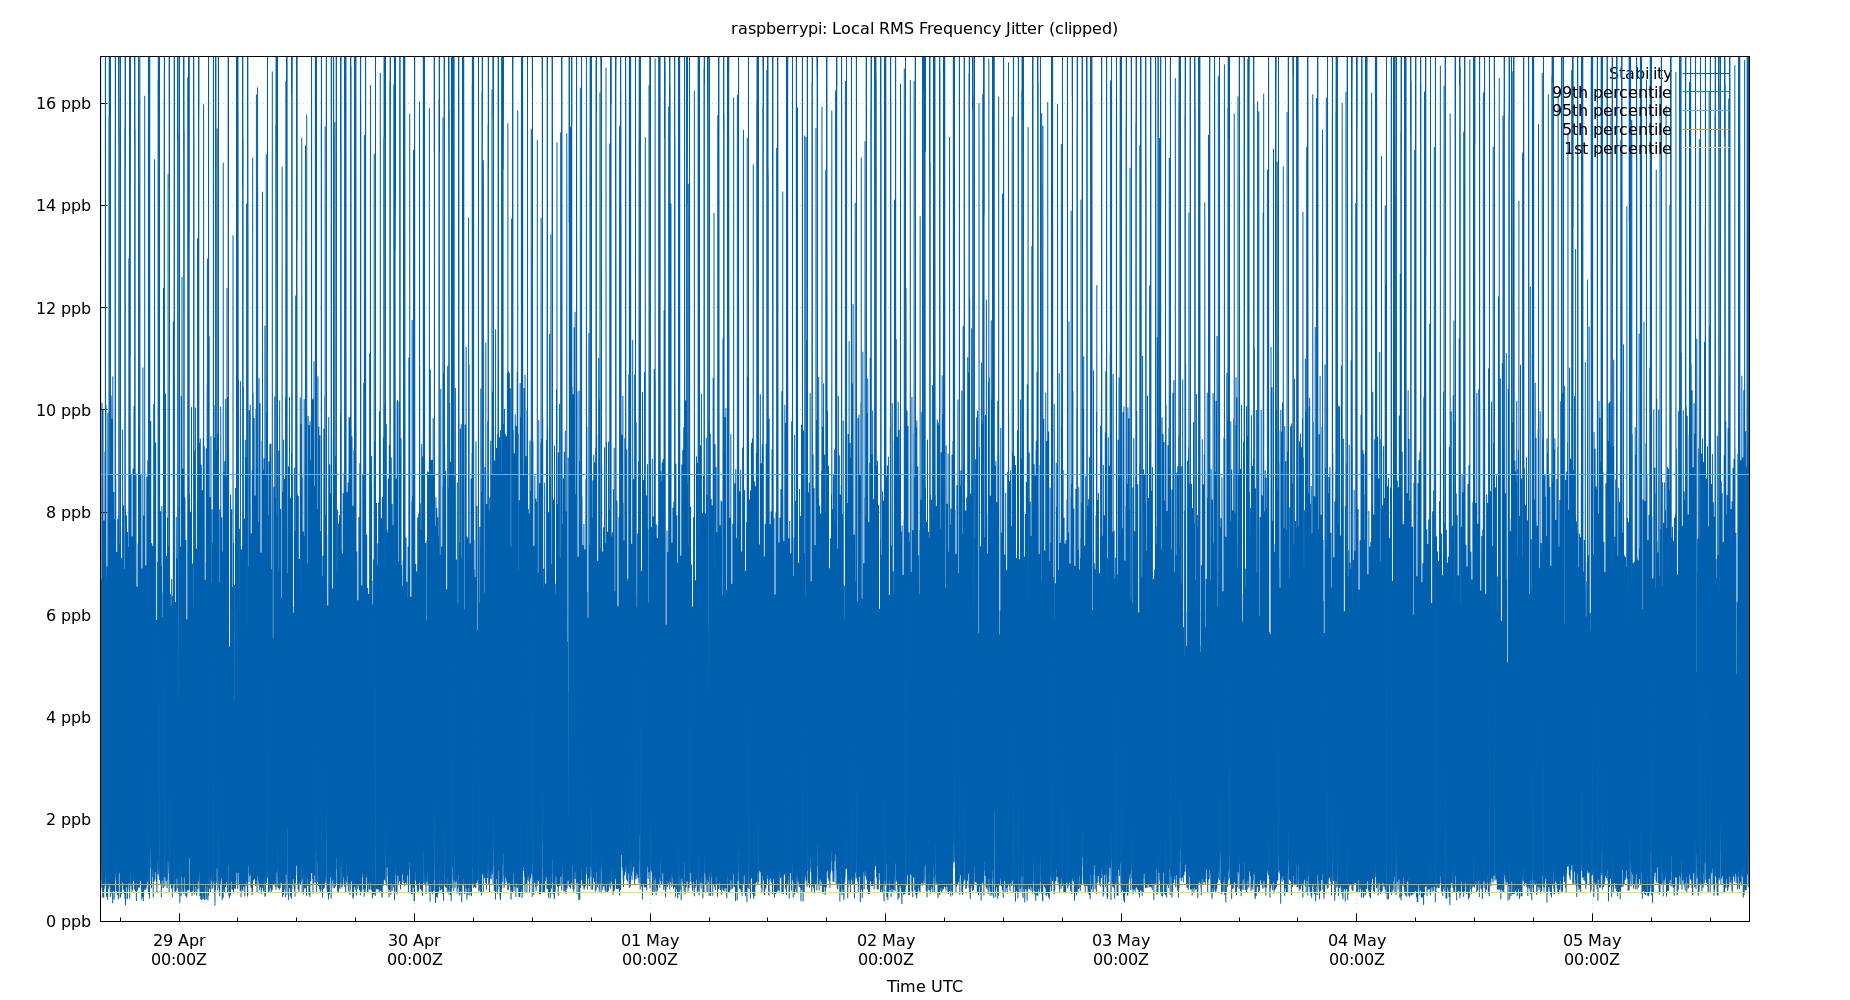 raspberrypi: Local RMS Frequency Jitter (clipped)
Stability
99th percentile
95th percentile
5th percentile
1st percentile
16 ppb
14 ppb
12 ppb
10 ppb
8 ppb
6 ppb
4 ppb
2 ppb
0 ppb
29 Apr 30 Apr 01 May 02 May 03 May 04 May 05 May
00:00Z 00:00Z 00:00Z 00:00Z 00:00Z 00:00Z 00:00Z
Time UTC